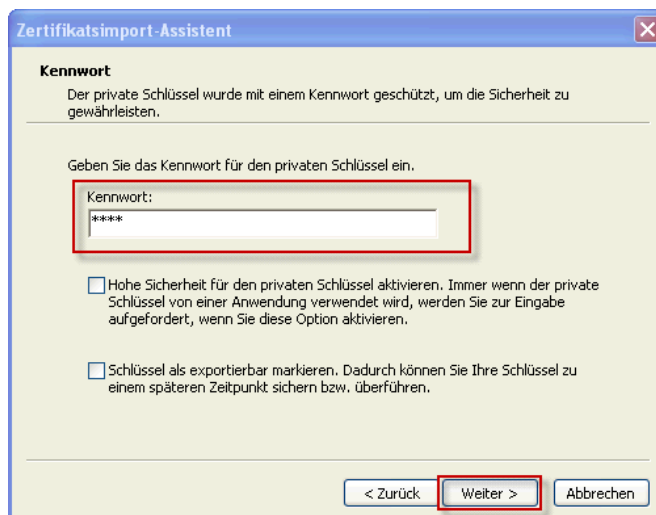 Zertifikatsimport-Assistent
Kennwort
Der private Schlüssel wurde mit einem Kennwort geschützt, um die Sicherheit zu
gewährleisten.
Geben Sie das Kennwort für den privaten Schlüssel ein.
Kennwort:
****
Hohe Sicherheit für den privaten Schlüssel aktivieren. Immer wenn der private
Schlüssel von einer Anwendung verwendet wird, werden Sie zur Eingabe
aufgefordert, wenn Sie diese Option aktivieren.
Schlüssel als exportierbar markieren. Dadurch können Sie Ihre Schlüssel zu
einem späteren Zeitpunkt sichern bzw. überführen.
< Zurück Weiter > Abbrechen